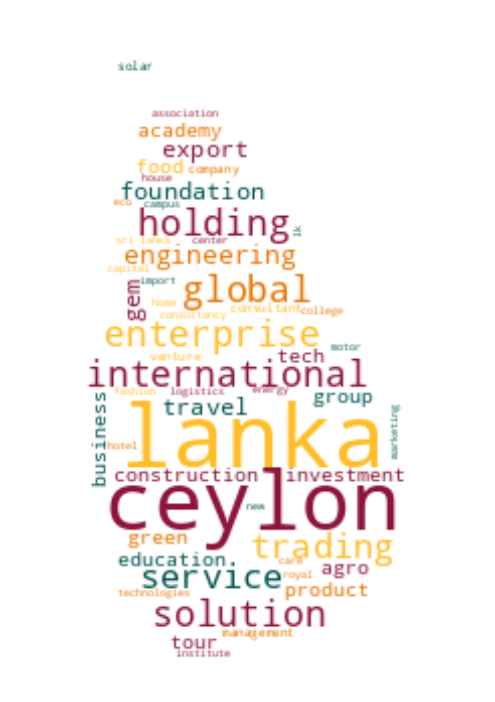 solar
association
academy
export
food company
house
foundation
eco campus
holding lk
sri lanka center
engineering
capital
import
gem global
home consultant college
consultancy
enterprise
motor
venture tech
international
fashion logistics energy
business travel group
marketing
lanka
hotel
construction investment
ceylon
new
green trading
education
care
service royal agro
technologies product
solution
management
tour
institute